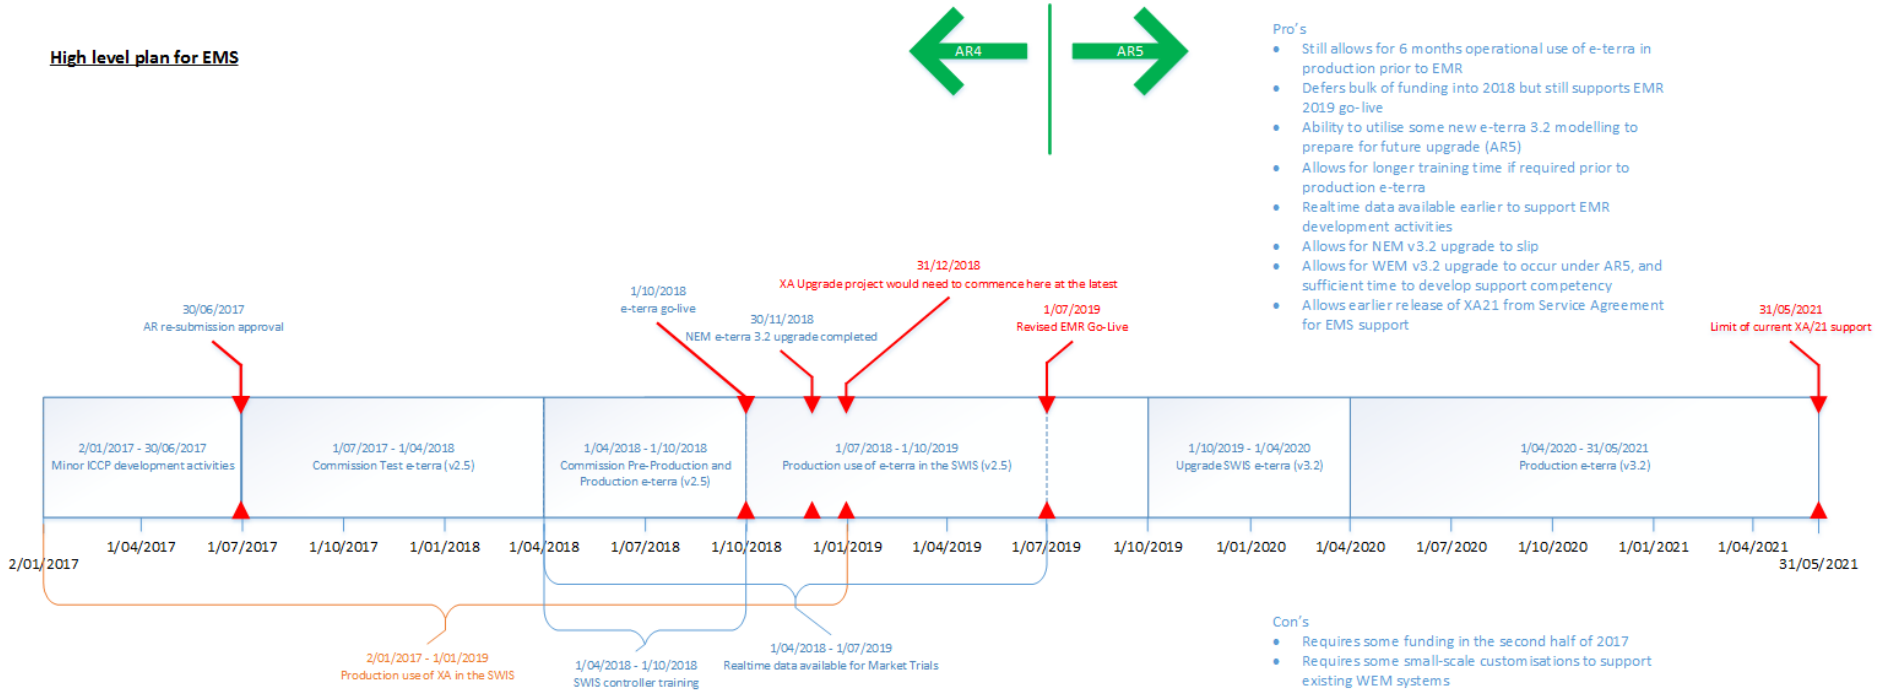 High level plan for EMS
AR4
AR5
Pro's
• Still allows for 6 months operational use of e-terra in
production prior to EMR
• Defers bulk of funding into 2018 but still supports EMR
2019 go-live
• Ability to utilise some new e-terra 3.2 modelling to
prepare for future upgrade (AR5)
• Allows for longer training time if required prior to
production e-terra
• Realtime data available earlier to support EMR
development activities
• Allows for NEM v3.2 upgrade to slip
• Allows for WEM v3.2 upgrade to occur under AR5, and
sufficient time to develop support competency
• Allows earlier release of XA21 from Service Agreement
for EMS support
30/06/2017
AR re-submission approval
1/10/2018
e-terra go-live
30/11/2018
NEM e-terra 3.2 upgrade completed
31/12/2018
XA Upgrade project would need to commence here at the latest
1/07/2019
Revised EMR Go-Live
31/05/2021
Limit of current XA/21 support
2/01/2017 - 30/06/2017
Minor ICCP development activities
1/07/2017 - 1/04/2018
Commission Test e-terra (v2.5)
1/04/2018 - 1/10/2018
Commission Pre-Production and
Production e-terra (v2.5)
1/07/2018 - 1/10/2019
Production use of e-terra in the SWIS (v2.5)
1/10/2019 - 1/04/2020
Upgrade SWIS e-terra (v3.2)
1/04/2020 - 31/05/2021
Production e-terra (v3.2)
2/01/2017
1/04/2017
1/07/2017
1/10/2017
1/01/2018
1/04/2018
1/07/2018
1/10/2018
1/01/2019
1/04/2019
1/07/2019
1/10/2019
1/01/2020
1/04/2020
1/07/2020
1/10/2020
1/01/2021
1/04/2021
31/05/2021
2/01/2017 - 1/01/2019
Production use of XA in the SWIS
1/04/2018 - 1/10/2018
SWIS controller training
1/04/2018 - 1/07/2019
Realtime data available for Market Trials
Con's
• Requires some funding in the second half of 2017
• Requires some small-scale customisations to support
existing WEM systems